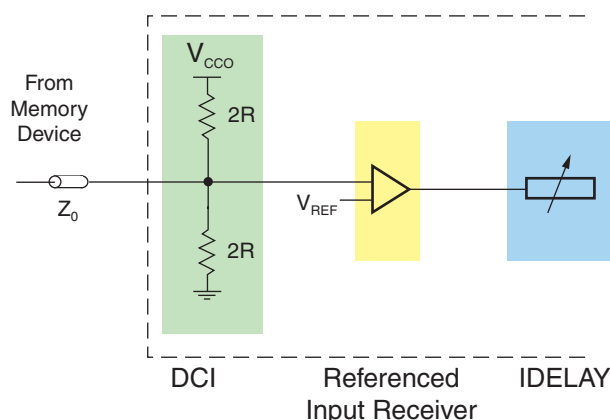 From
Memory
Device
Z0
VCCO
2R
2R
VREF
DCI
Referenced
Input Receiver
IDELAY